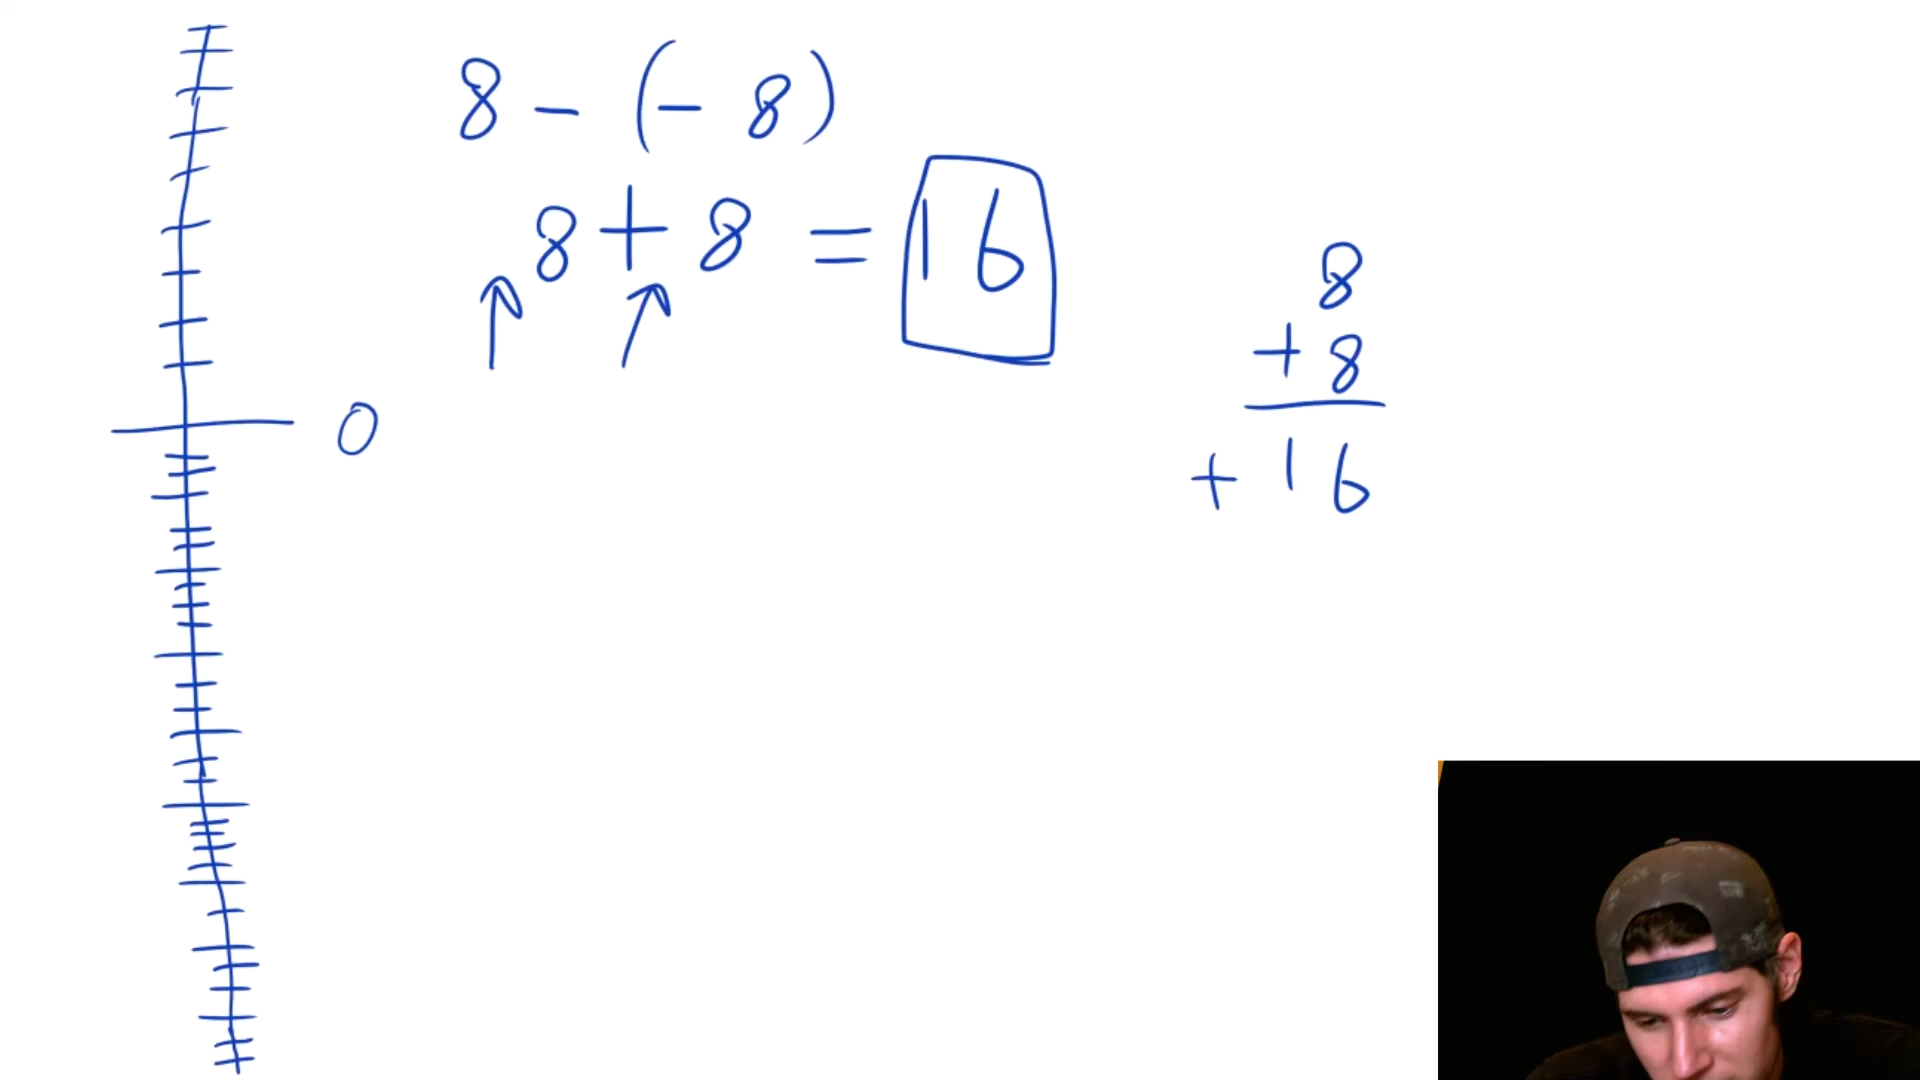 8 - (- 8)
8 + 8 = 16
0
8
+ 8
+ 16